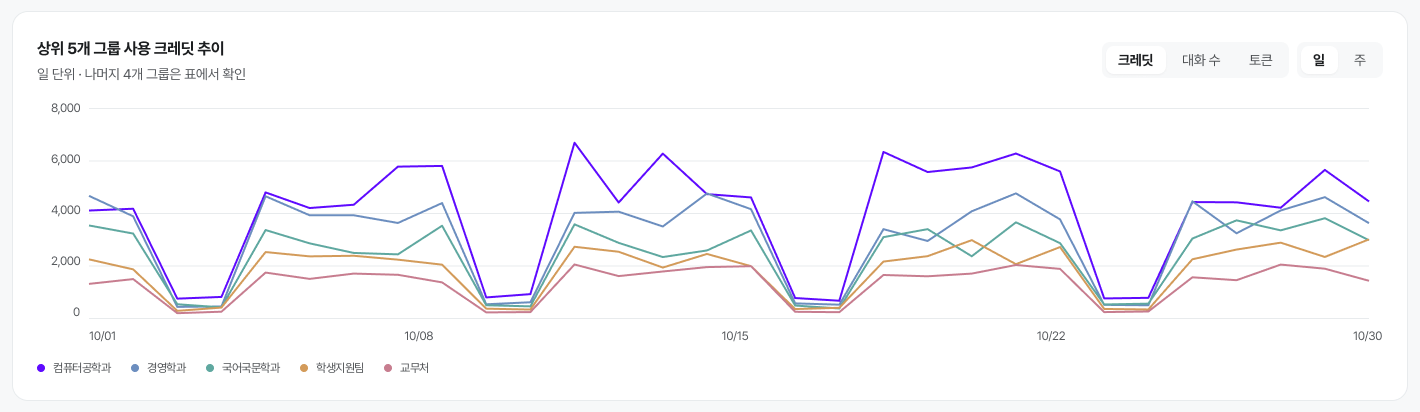 상위 5개 그룹 사용 크레딧 추이
일 단위 · 나머지 4개 그룹은 표에서 확인
크레딧 대화 수 토큰 일 주
8,000
6,000
4,000
2,000
0
10/01 10/08 10/15 10/22 10/30
컴퓨터공학과 경영학과 국어국문학과 학생지원팀 교무처